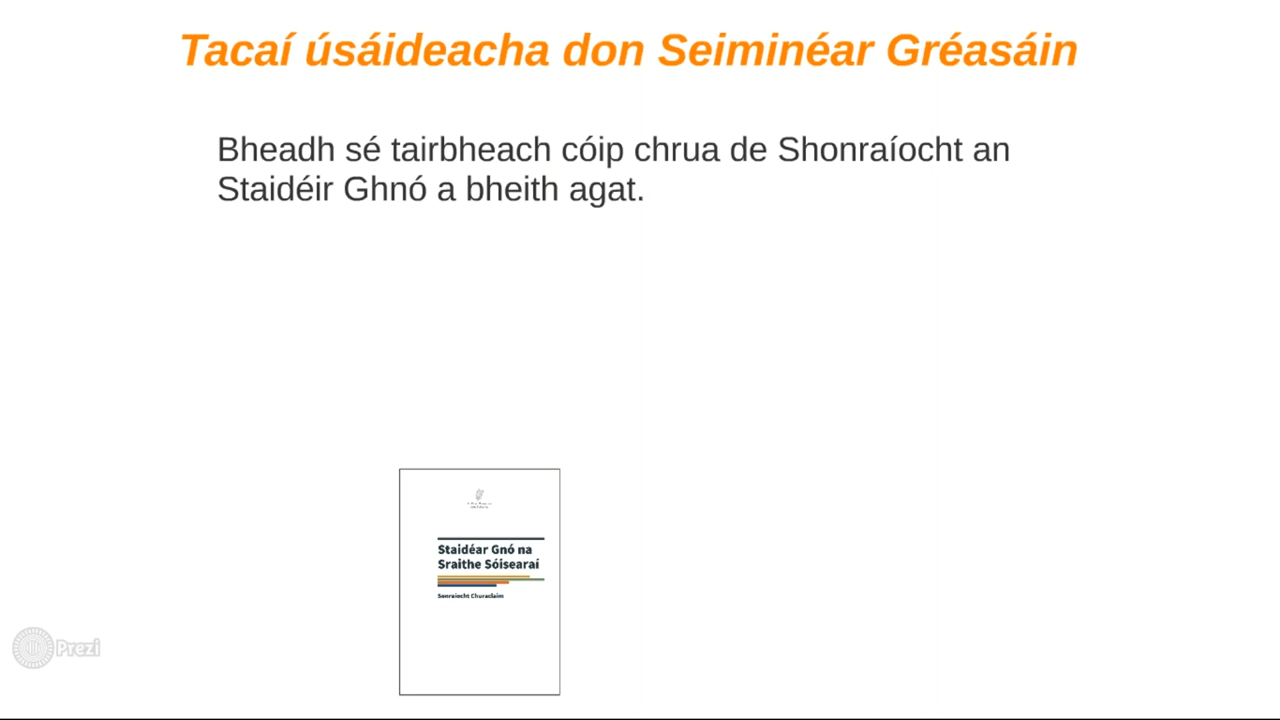 Tacaí úsáideacha don Seiminéar Gréasáin
Bheadh sé tairbheach cóip chrua de Shonraíocht an
Staidéir Ghnó a bheith agat.
Staidéar Gnó na
Sraithe Sóisearaí
Sonraíocht Churaclaim
Prezi